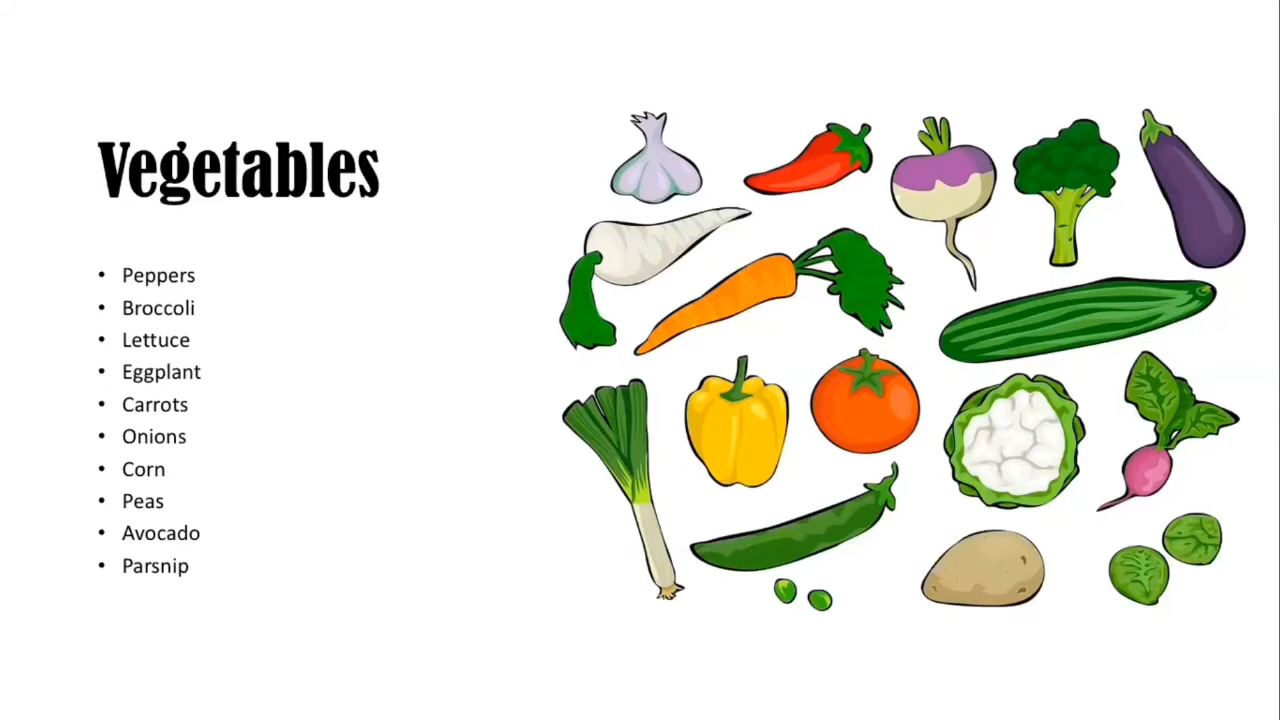 Vegetables
• Peppers
• Broccoli
• Lettuce
• Eggplant
• Carrots
• Onions
• Corn
• Peas
• Avocado
• Parsnip